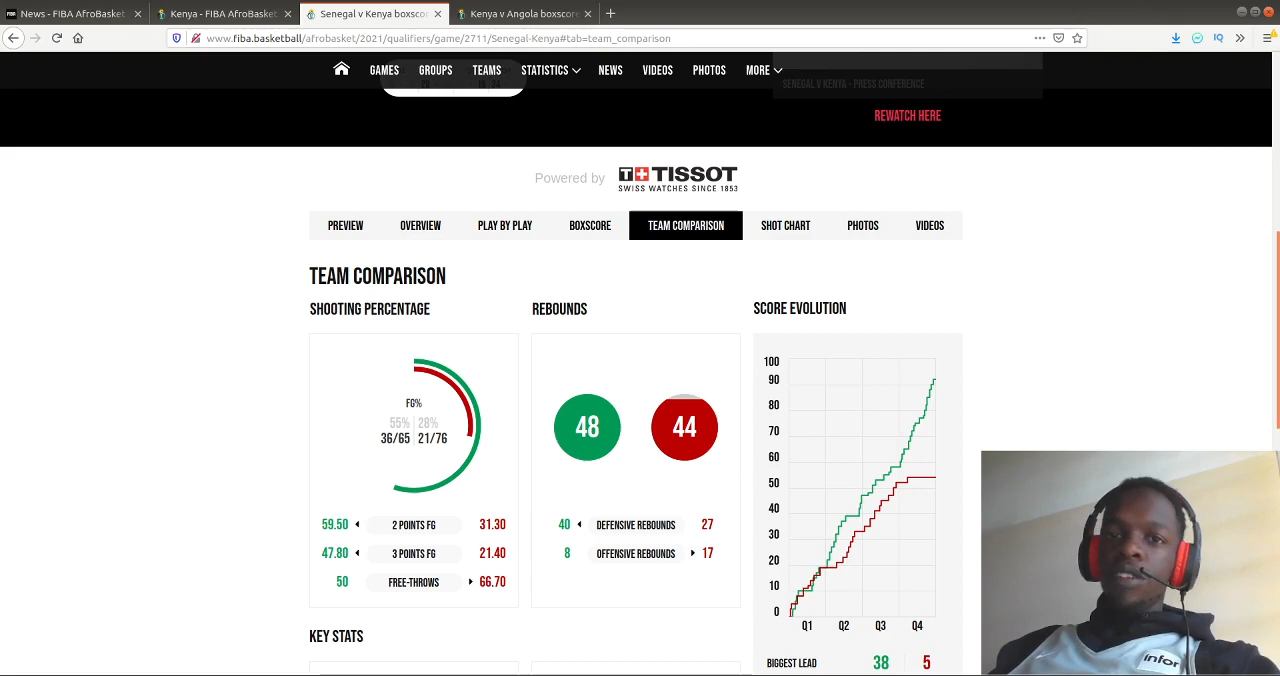 News - FIBA AfroBasket
Kenya - FIBA AfroBasket
Senegal v Kenya boxsco
Kenya v Angola boxscore
www.fiba.basketball/afrobasket/2021/qualifiers/game/2711/Senegal-Kenya#tab=team_comparison
GAMES GROUPS TEAMS STATISTICS NEWS VIDEOS PHOTOS MORE
SENEGAL V KENYA - PRESS CONFERENCE
REWATCH HERE
Powered by
TISSOT
SWISS WATCHES SINCE 1853
PREVIEW OVERVIEW PLAY BY PLAY BOXSCORE TEAM COMPARISON SHOT CHART PHOTOS VIDEOS
TEAM COMPARISON
SHOOTING PERCENTAGE
FG%
55% 28%
36/65 21/76
59.50 2 POINTS FG 31.30
47.80 3 POINTS FG 21.40
50 FREE-THROWS 66.70
REBOUNDS
48 44
40 DEFENSIVE REBOUNDS 27
8 OFFENSIVE REBOUNDS 17
SCORE EVOLUTION
100
90
80
70
60
50
40
30
20
10
0
Q1 Q2 Q3 Q4
BIGGEST LEAD 38 5
KEY STATS
infor